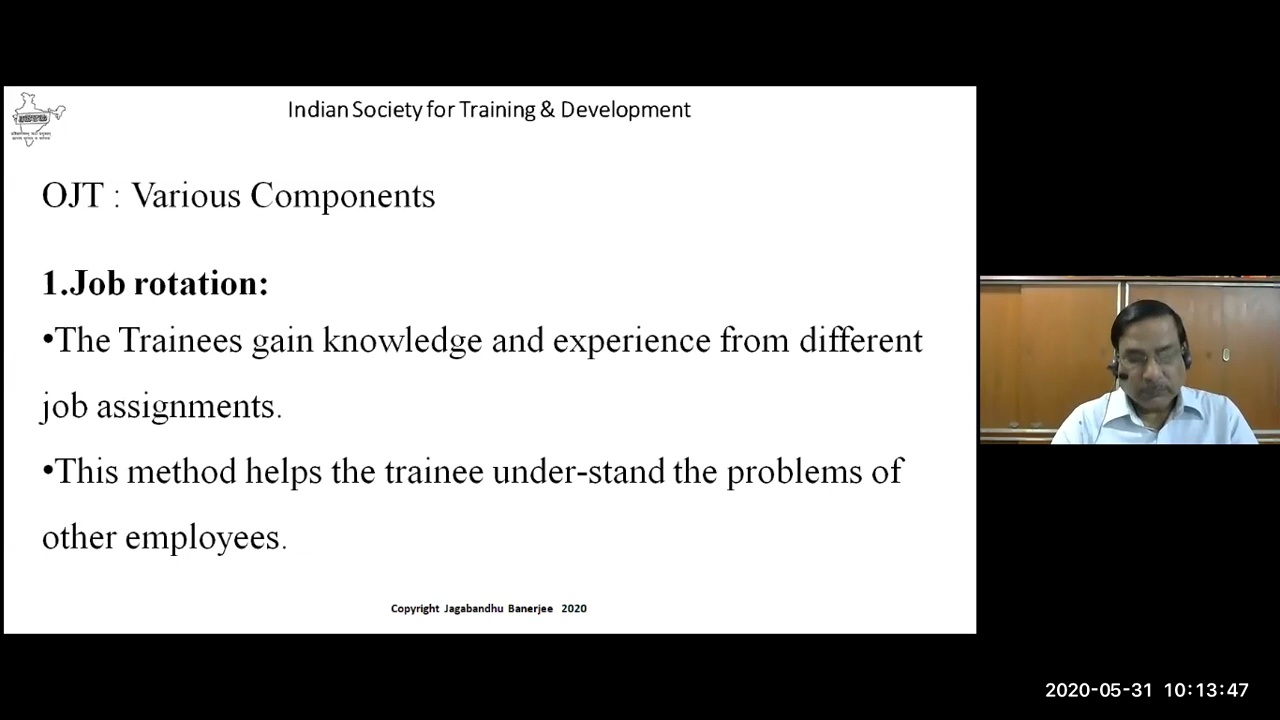 Indian Society for Training & Development
OJT : Various Components
1.Job rotation:
•The Trainees gain knowledge and experience from different
job assignments.
•This method helps the trainee under-stand the problems of
other employees.
Copyright Jagabandhu Banerjee 2020
2020-05-31 10:13:47